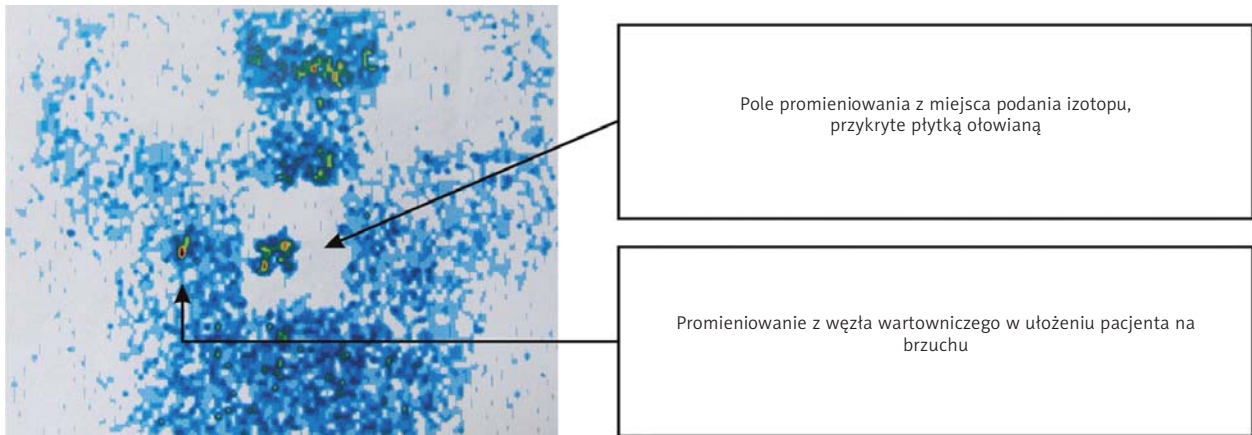 Pole promieniowania z miejsca podania izotopu,
przykryte płytką ołowianą
Promieniowanie z węzła wartowniczego w ułożeniu pacjenta na
brzuchu